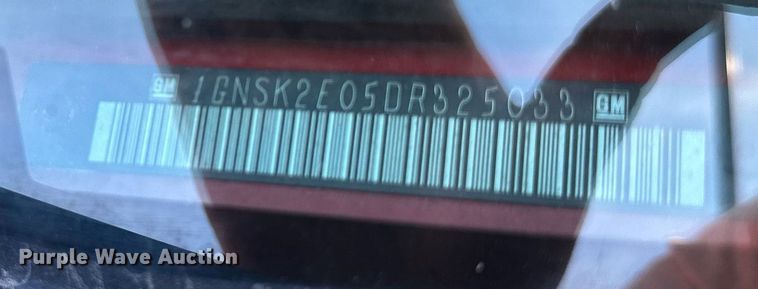 GM 1GNSK2E05DR325033 GM
Purple Wave Auction